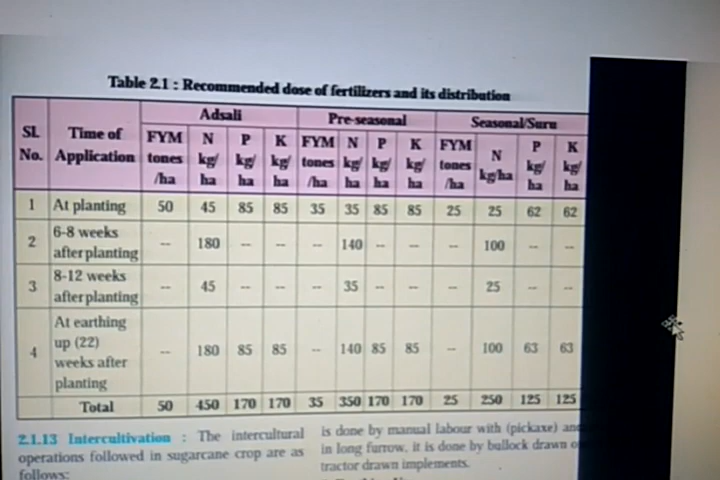 Table 2.1 : Recommended dose of fertilizers and its distribution
Sl. No. Time of Application Adsali Pre-seasonal Seasonal/Suru
FYM tones /ha N kg/ ha P kg/ ha K kg/ ha FYM tones /ha N kg/ ha P kg/ ha K kg/ ha FYM tones /ha N kg/ha P kg/ ha K kg/ ha
1 At planting 50 45 85 85 35 35 85 85 25 25 62 62
2 6-8 weeks after planting -- 180 -- -- -- 140 -- -- -- 100 -- --
3 8-12 weeks after planting -- 45 -- -- -- 35 -- -- -- 25 -- --
4 At earthing up (22) weeks after planting -- 180 85 85 -- 140 85 85 -- 100 63 63
Total 50 450 170 170 35 350 170 170 25 250 125 125
2.1.13 Intercultivation : The intercultural
operations followed in sugarcane crop are as
follows:
is done by manual labour with (pickaxe) and
in long furrow, it is done by bullock drawn
tractor drawn implements.